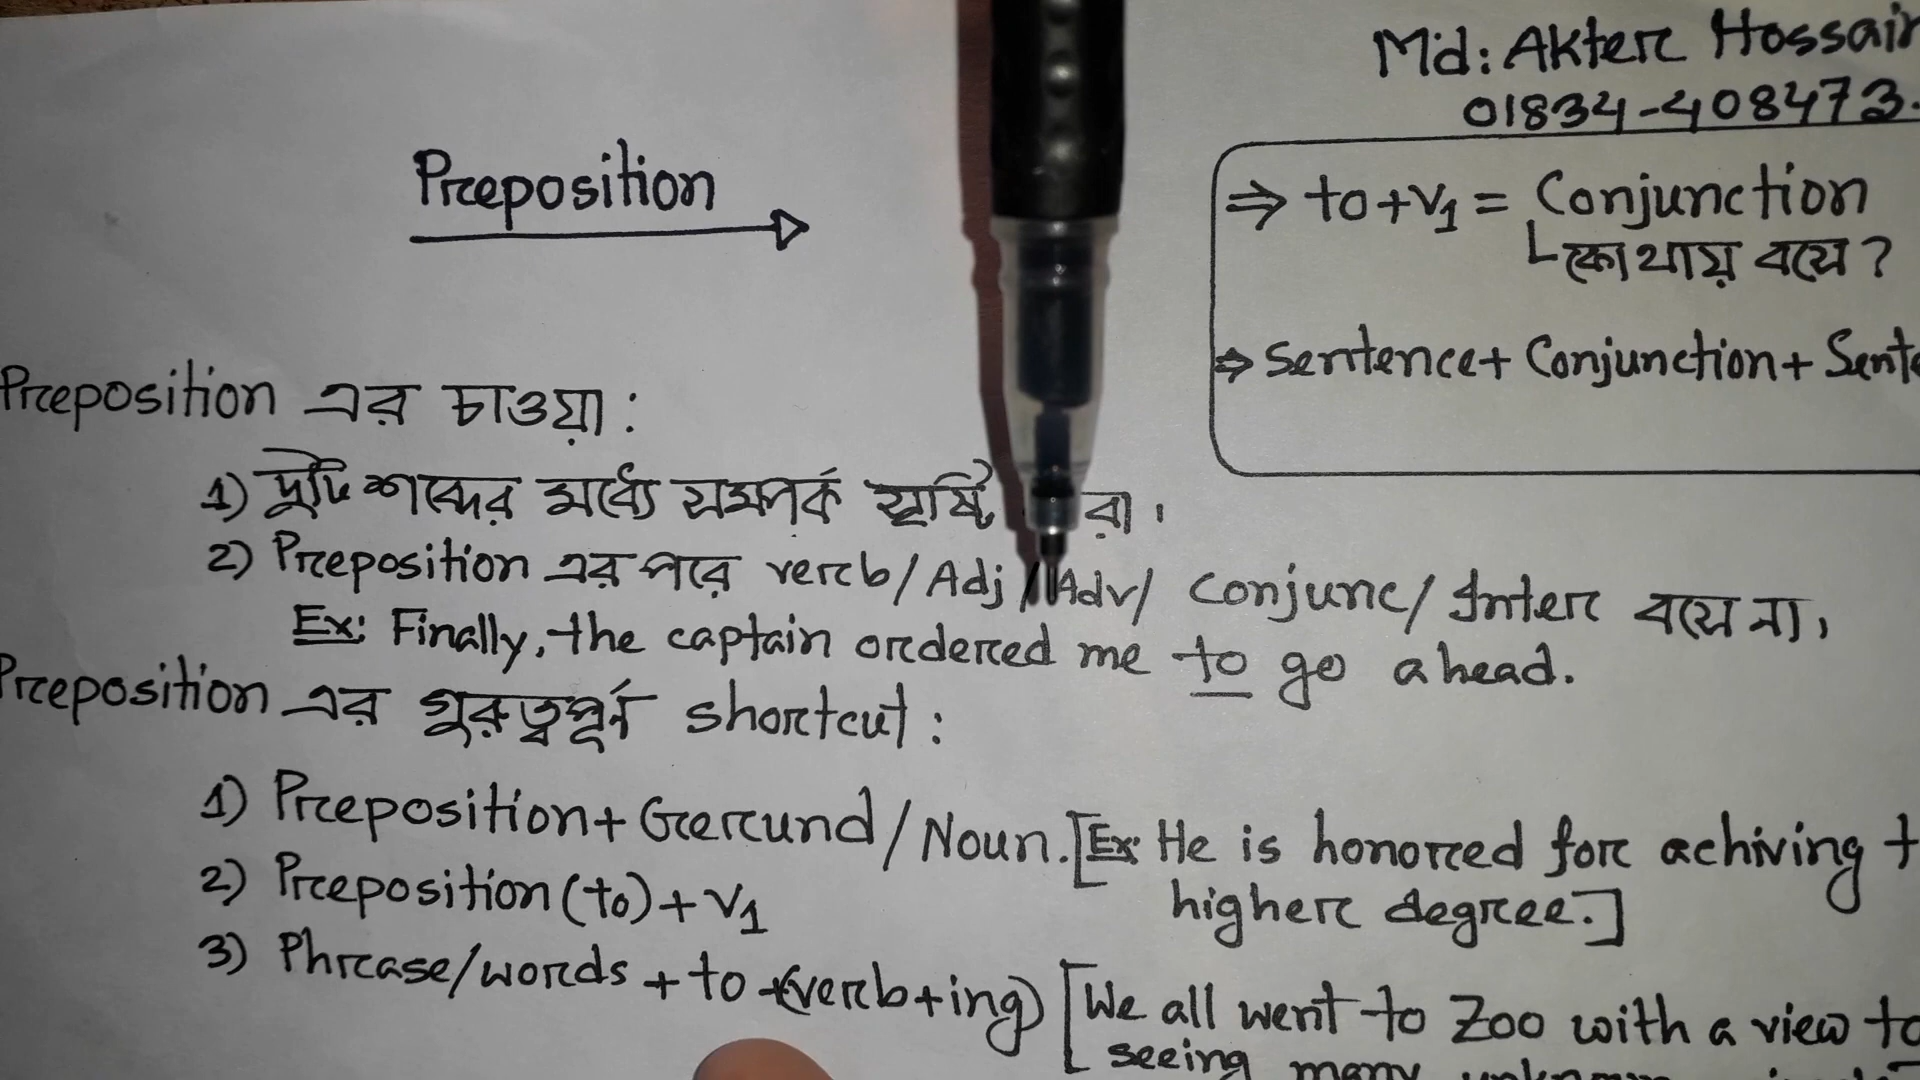 Md: Akter Hossain
01834-408473.
Preposition
⇒ to+V1 = Conjunction
কোথায় বসে?
⇒ Sentence + Conjunction + Sente
Preposition এর চাওয়া:
1) দুটি শব্দের মধ্যে সম্পর্ক সৃষ্টি রা।
2) Preposition এর পরে verb/Adj/Adv/ Conjunc/ Inter বসে না,
Ex: Finally, the captain ordered me to go ahead.
Preposition এর গুরুত্বপূর্ণ shortcut:
1) Preposition + Gerund/Noun. [Ex: He is honored for achiving t
higher degree.]
2) Preposition (to) + V1
3) Phrase/words + to +(verb+ing) [We all went to Zoo with a view to
seeing many unknown